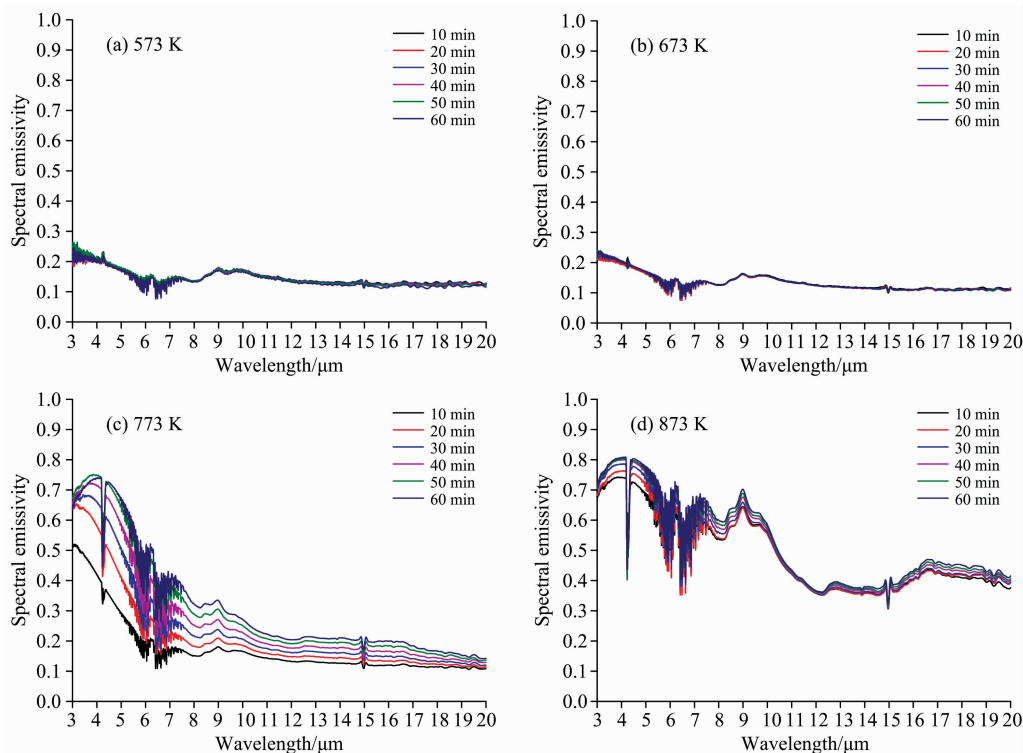 (a) 573 K
10 min
20 min
30 min
40 min
50 min
60 min
Spectral emissivity
1.0
0.9
0.8
0.7
0.6
0.5
0.4
0.3
0.2
0.1
0.0
3 4 5 6 7 8 9 10 11 12 13 14 15 16 17 18 19 20
Wavelength/μm
(b) 673 K
10 min
20 min
30 min
40 min
50 min
60 min
Spectral emissivity
1.0
0.9
0.8
0.7
0.6
0.5
0.4
0.3
0.2
0.1
0.0
3 4 5 6 7 8 9 10 11 12 13 14 15 16 17 18 19 20
Wavelength/μm
(c) 773 K
10 min
20 min
30 min
40 min
50 min
60 min
Spectral emissivity
1.0
0.9
0.8
0.7
0.6
0.5
0.4
0.3
0.2
0.1
0.0
3 4 5 6 7 8 9 10 11 12 13 14 15 16 17 18 19 20
Wavelength/μm
(d) 873 K
10 min
20 min
30 min
40 min
50 min
60 min
Spectral emissivity
1.0
0.9
0.8
0.7
0.6
0.5
0.4
0.3
0.2
0.1
0.0
3 4 5 6 7 8 9 10 11 12 13 14 15 16 17 18 19 20
Wavelength/μm